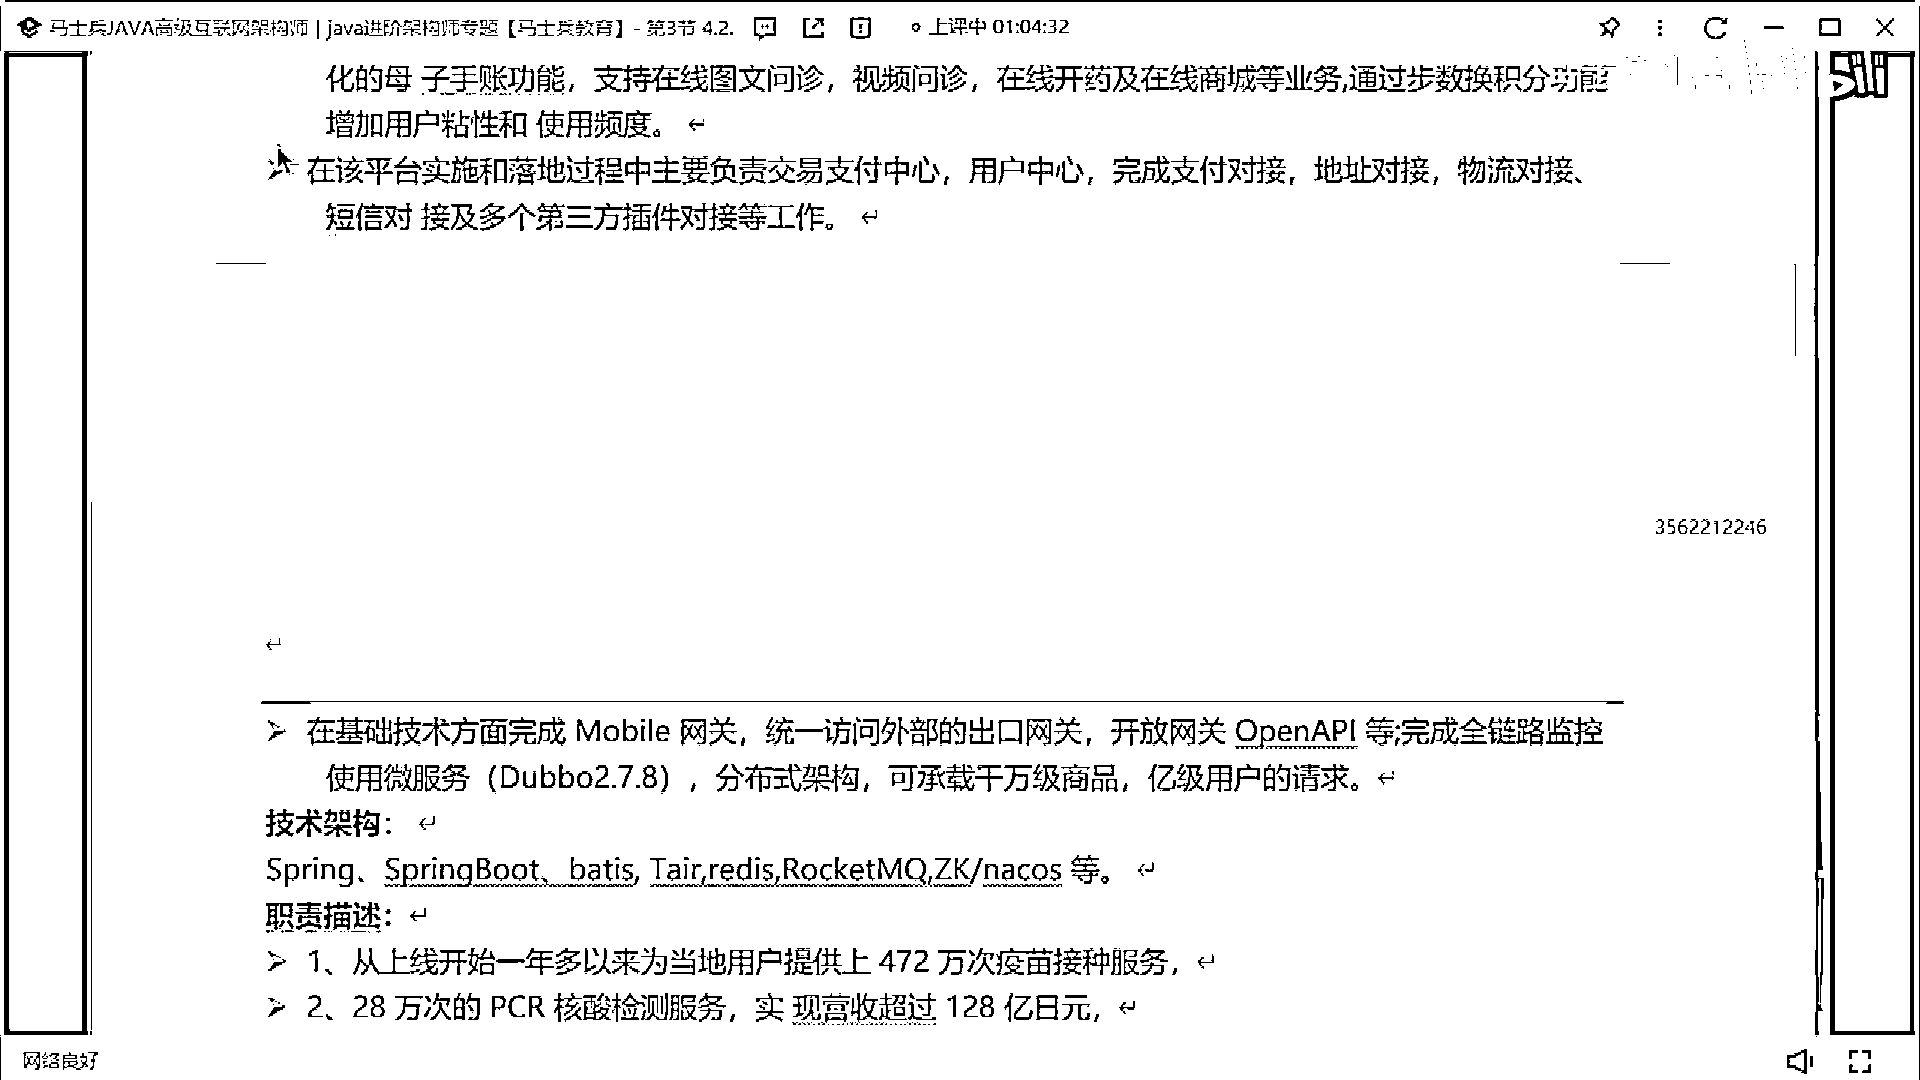 马士兵JAVA高级互联网架构师 | java进阶架构师专题【马士兵教育】- 第3节 4.2. 上课中 01:04:32
化的母 子手账功能，支持在线图文问诊，视频问诊，在线开药及在线商城等业务,通过步数换积分功能
增加用户粘性和 使用频度。
➢ 在该平台实施和落地过程中主要负责交易支付中心，用户中心，完成支付对接，地址对接，物流对接、
短信对 接及多个第三方插件对接等工作。
3562212246
➢ 在基础技术方面完成 Mobile 网关，统一访问外部的出口网关，开放网关 OpenAPI 等;完成全链路监控
使用微服务（Dubbo2.7.8），分布式架构，可承载千万级商品，亿级用户的请求。
技术架构：
Spring、SpringBoot、batis, Tair,redis,RocketMQ,ZK/nacos 等。
职责描述：
➢ 1、从上线开始一年多以来为当地用户提供上 472 万次疫苗接种服务，
➢ 2、28 万次的 PCR 核酸检测服务，实 现营收超过 128 亿日元，
网络良好